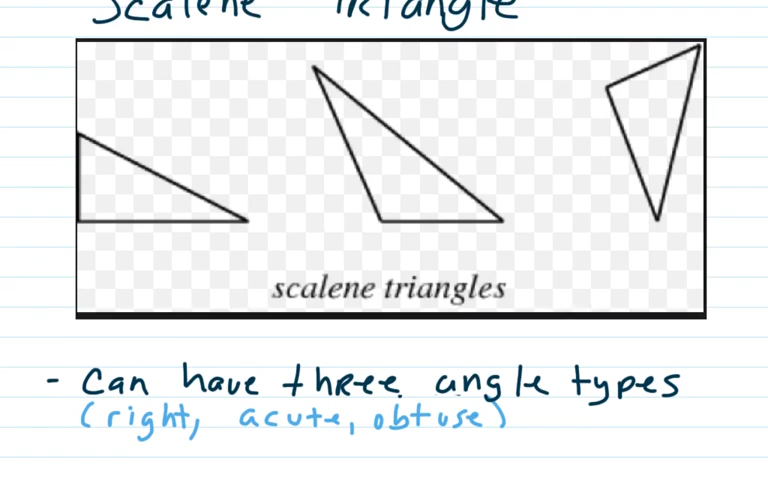 Scalene Triangle
scalene triangles
- Can have three angle types
(right, acute, obtuse)